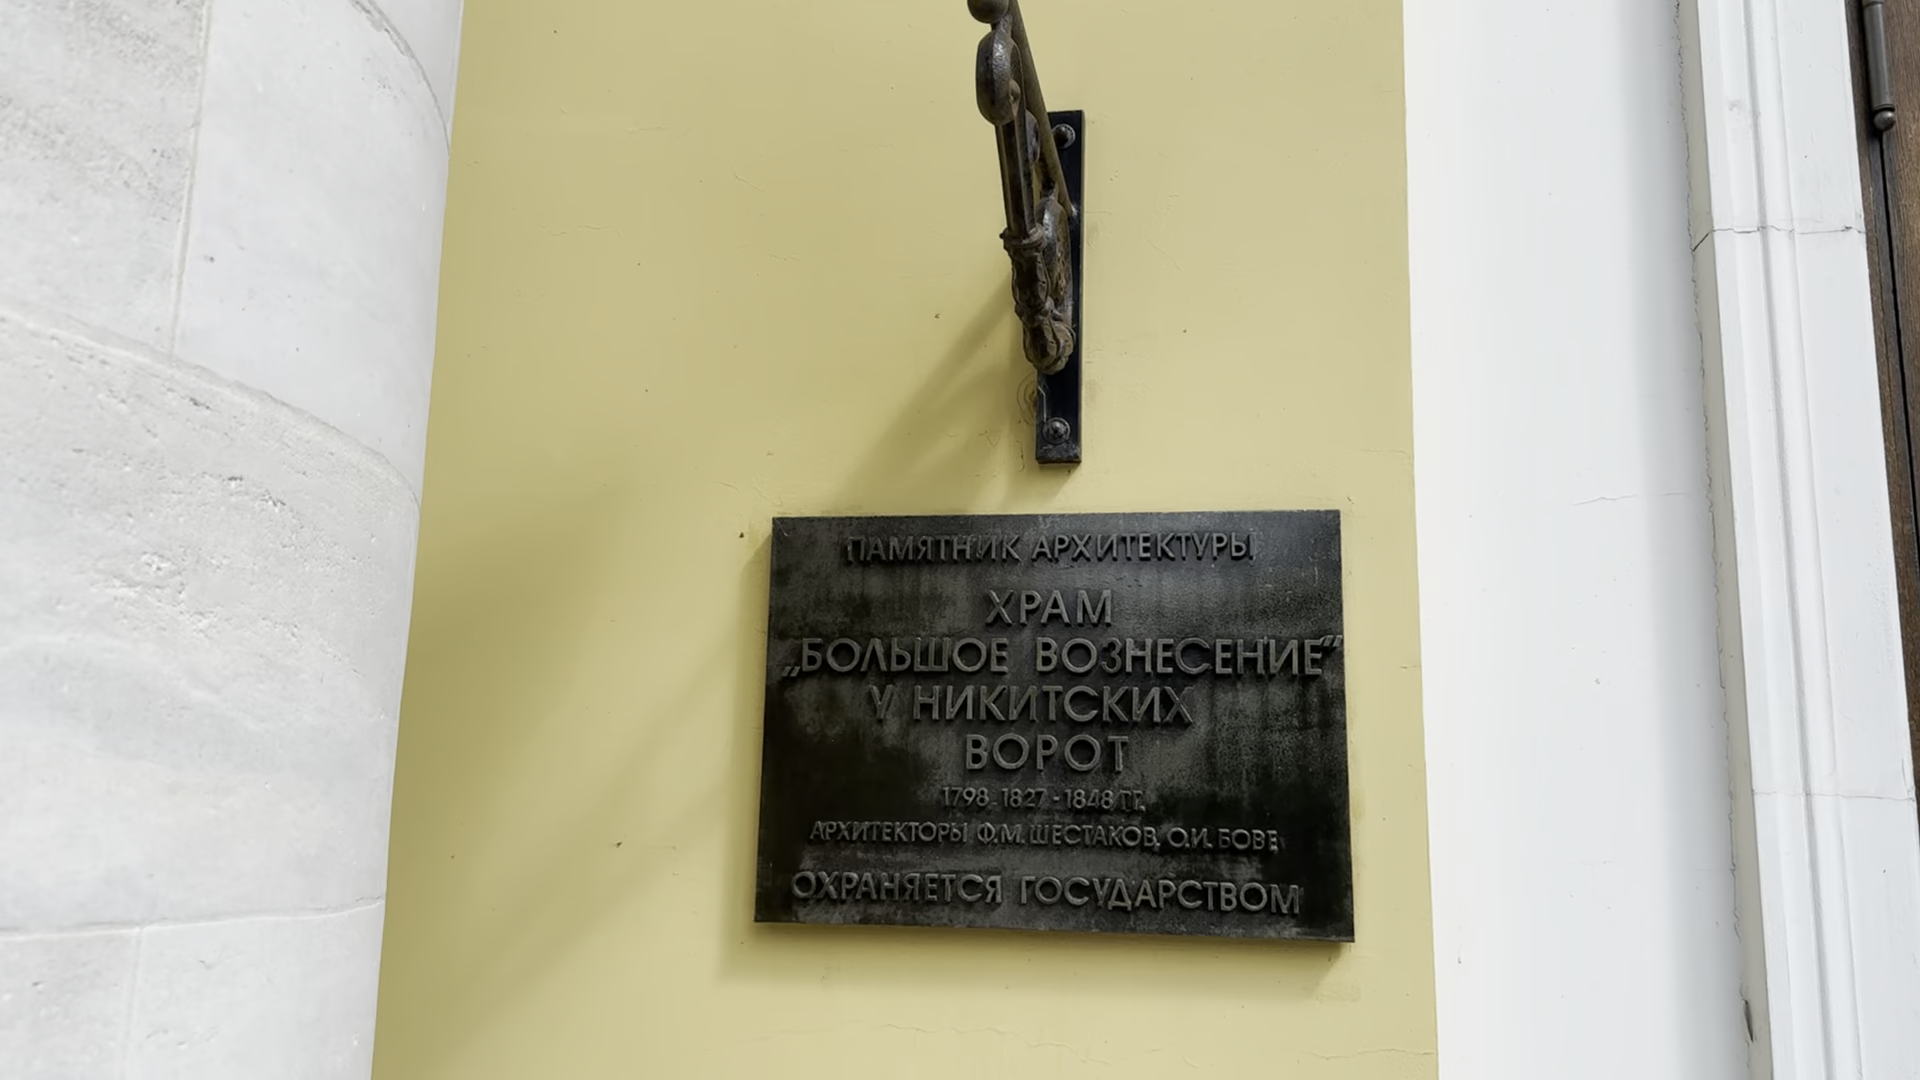 ПАМЯТНИК АРХИТЕКТУРЫ
ХРАМ
„БОЛЬШОЕ ВОЗНЕСЕНИЕ“
У НИКИТСКИХ
ВОРОТ
1798-1827-1848 ГГ.
АРХИТЕКТОРЫ Ф.М. ШЕСТАКОВ, О.И. БОВЕ
ОХРАНЯЕТСЯ ГОСУДАРСТВОМ